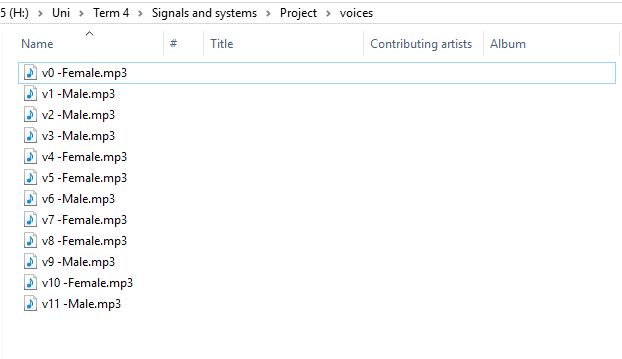 5 (H:) > Uni > Term 4 > Signals and systems > Project > voices
Name # Title Contributing artists Album
v0 -Female.mp3
v1 -Male.mp3
v2 -Male.mp3
v3 -Male.mp3
v4 -Female.mp3
v5 -Female.mp3
v6 -Male.mp3
v7 -Female.mp3
v8 -Female.mp3
v9 -Male.mp3
v10 -Female.mp3
v11 -Male.mp3